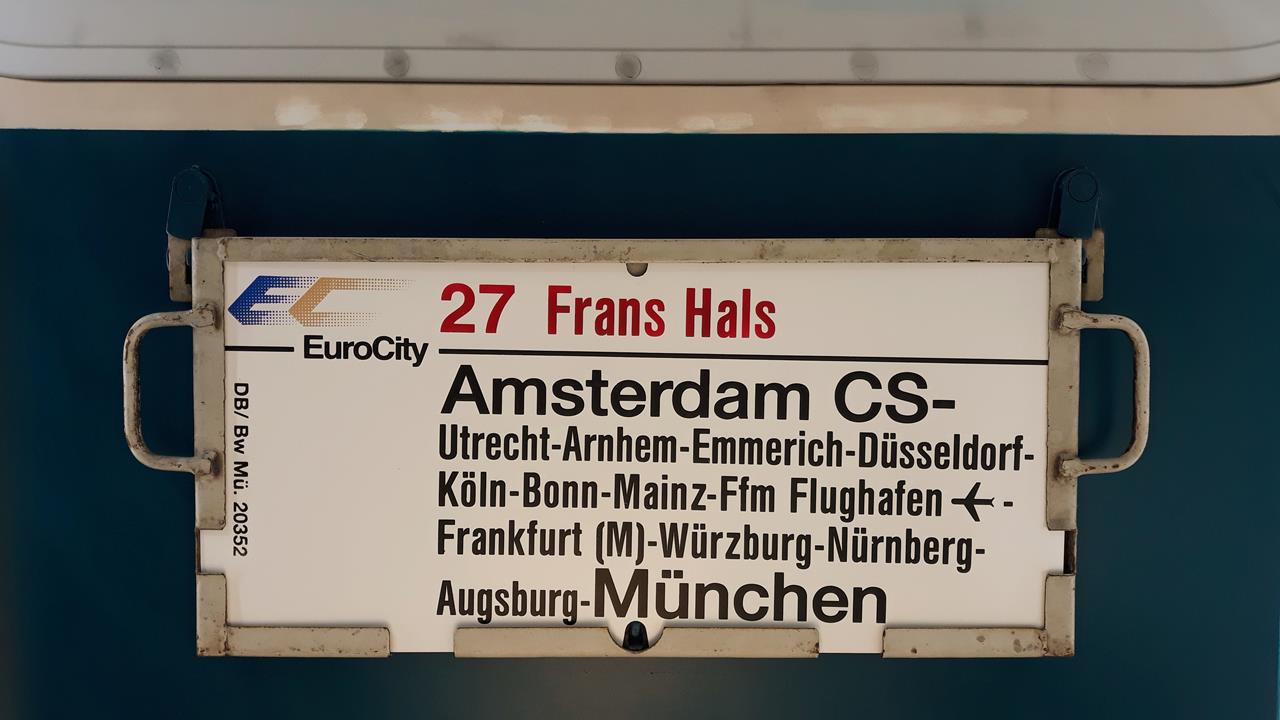 EC
27 Frans Hals
EuroCity
Amsterdam CS-
Utrecht-Arnhem-Emmerich-Düsseldorf-
Köln-Bonn-Mainz-Ffm Flughafen ✈-
Frankfurt (M)-Würzburg-Nürnberg-
Augsburg-München
DB/ Bw Mü. 20352